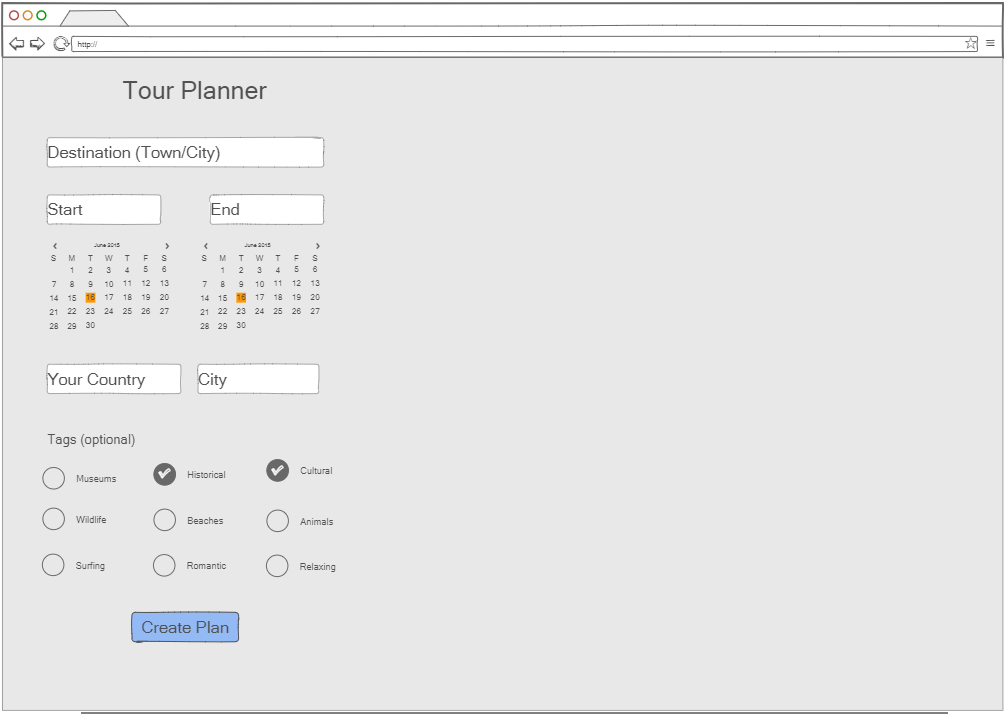 http://
Tour Planner
Destination (Town/City)
Start End
June 2015 June 2015
S M T W T F S S M T W T F S
1 2 3 4 5 6 1 2 3 4 5 6
7 8 9 10 11 12 13 7 8 9 10 11 12 13
14 15 16 17 18 19 20 14 15 16 17 18 19 20
21 22 23 24 25 26 27 21 22 23 24 25 26 27
28 29 30 28 29 30
Your Country City
Tags (optional)
Museums Historical Cultural
Wildlife Beaches Animals
Surfing Romantic Relaxing
Create Plan